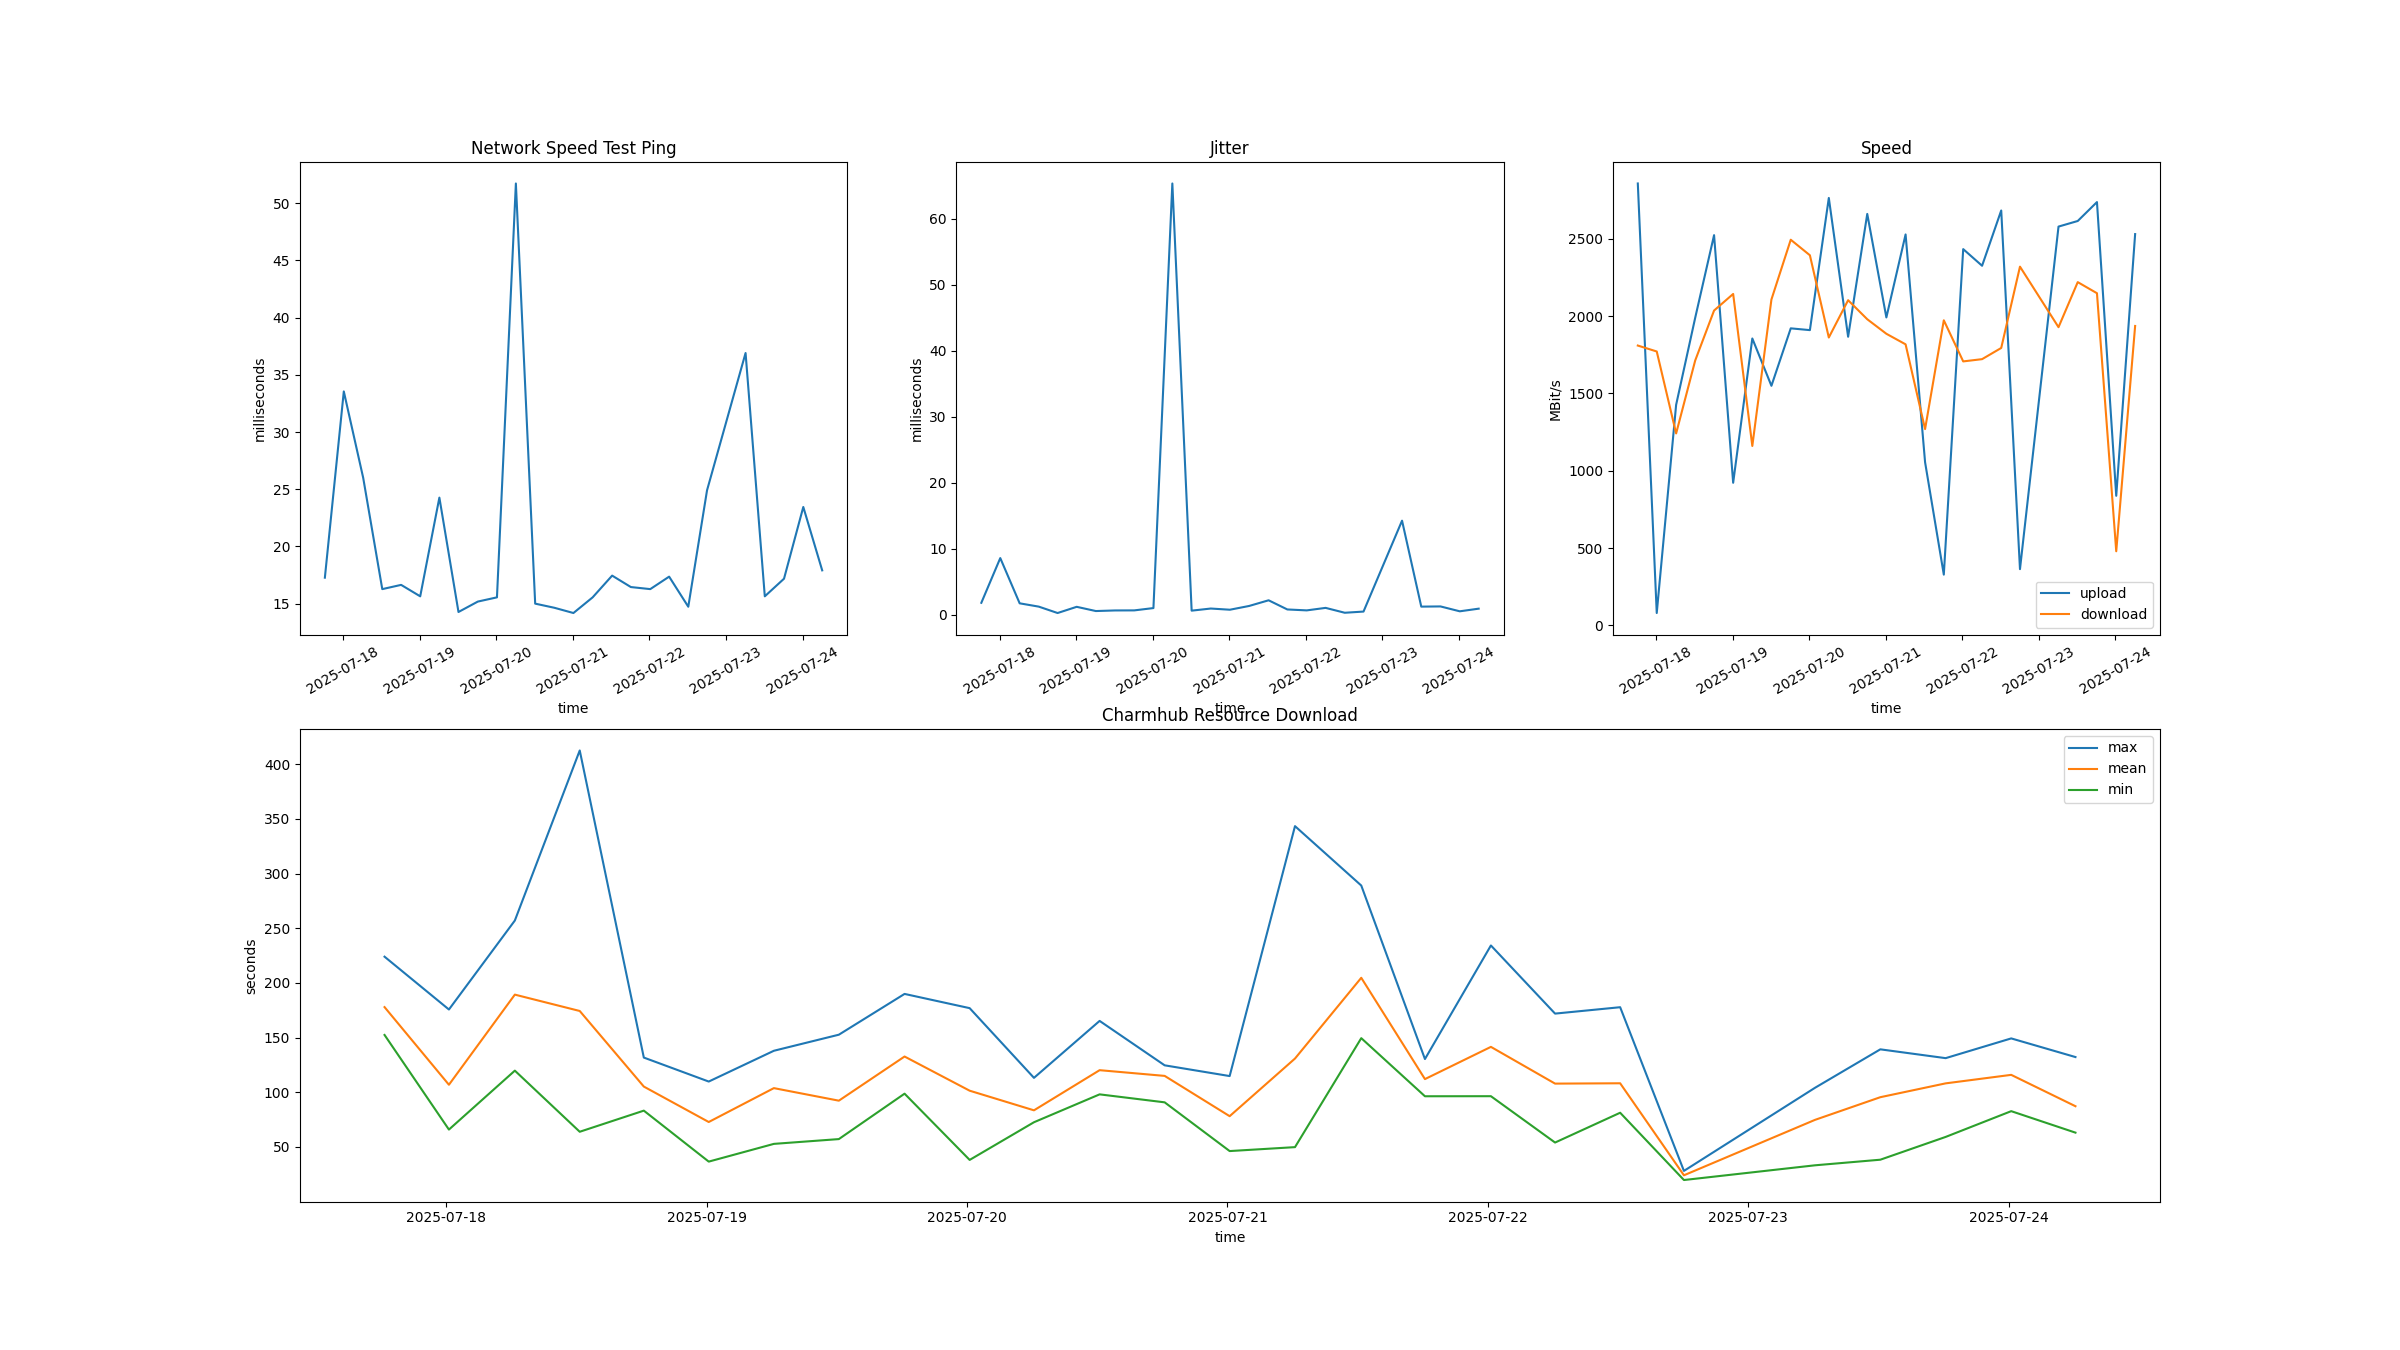 Network Speed Test Ping
milliseconds
50
45
40
35
30
25
20
15
2025-07-18 2025-07-19 2025-07-20 2025-07-21 2025-07-22 2025-07-23 2025-07-24
time
Jitter
milliseconds
60
50
40
30
20
10
0
2025-07-18 2025-07-19 2025-07-20 2025-07-21 2025-07-22 2025-07-23 2025-07-24
time
Speed
MBit/s
2500
2000
1500
1000
500
0
upload
download
2025-07-18 2025-07-19 2025-07-20 2025-07-21 2025-07-22 2025-07-23 2025-07-24
time
Charmhub Resource Download
seconds
400
350
300
250
200
150
100
50
max
mean
min
2025-07-18 2025-07-19 2025-07-20 2025-07-21 2025-07-22 2025-07-23 2025-07-24
time